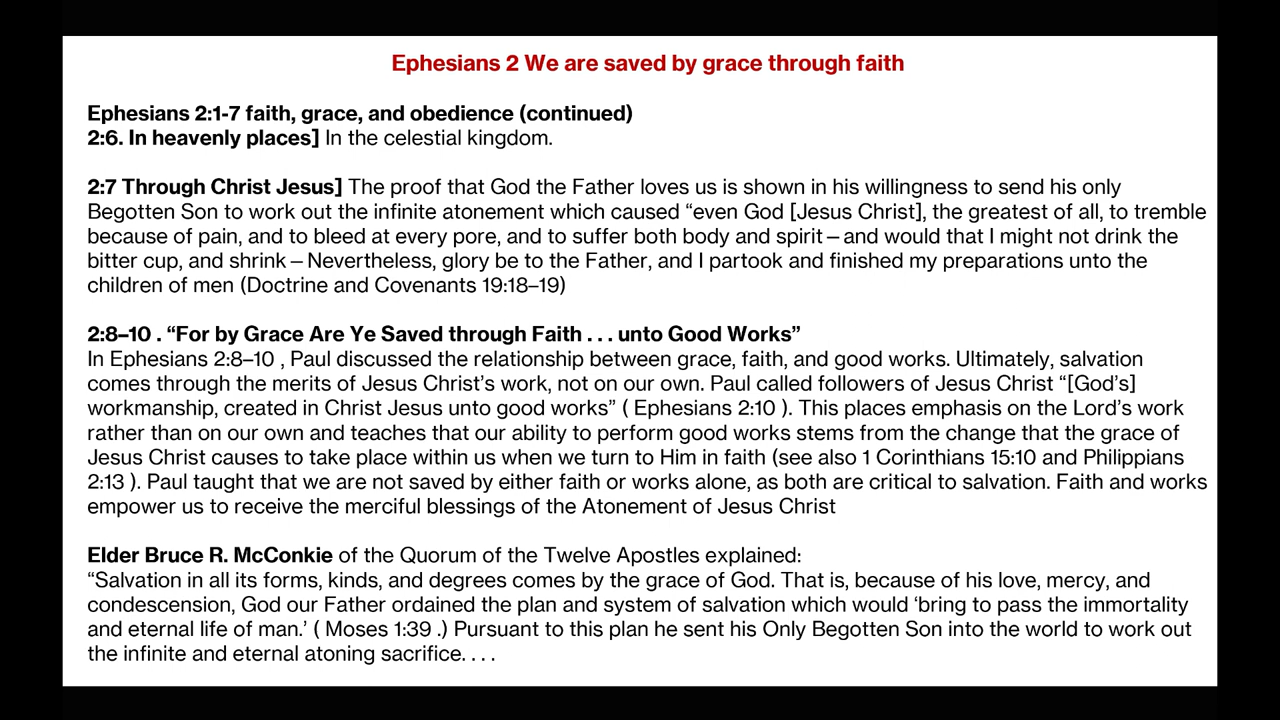 Ephesians 2 We are saved by grace through faith
Ephesians 2:1-7 faith, grace, and obedience (continued)
2:6. In heavenly places] In the celestial kingdom.
2:7 Through Christ Jesus] The proof that God the Father loves us is shown in his willingness to send his only
Begotten Son to work out the infinite atonement which caused “even God [Jesus Christ], the greatest of all, to tremble
because of pain, and to bleed at every pore, and to suffer both body and spirit—and would that I might not drink the
bitter cup, and shrink—Nevertheless, glory be to the Father, and I partook and finished my preparations unto the
children of men (Doctrine and Covenants 19:18–19)
2:8–10 . “For by Grace Are Ye Saved through Faith . . . unto Good Works”
In Ephesians 2:8–10 , Paul discussed the relationship between grace, faith, and good works. Ultimately, salvation
comes through the merits of Jesus Christ’s work, not on our own. Paul called followers of Jesus Christ “[God’s]
workmanship, created in Christ Jesus unto good works” ( Ephesians 2:10 ). This places emphasis on the Lord’s work
rather than on our own and teaches that our ability to perform good works stems from the change that the grace of
Jesus Christ causes to take place within us when we turn to Him in faith (see also 1 Corinthians 15:10 and Philippians
2:13 ). Paul taught that we are not saved by either faith or works alone, as both are critical to salvation. Faith and works
empower us to receive the merciful blessings of the Atonement of Jesus Christ
Elder Bruce R. McConkie of the Quorum of the Twelve Apostles explained:
“Salvation in all its forms, kinds, and degrees comes by the grace of God. That is, because of his love, mercy, and
condescension, God our Father ordained the plan and system of salvation which would ‘bring to pass the immortality
and eternal life of man.’ ( Moses 1:39 .) Pursuant to this plan he sent his Only Begotten Son into the world to work out
the infinite and eternal atoning sacrifice. . . .